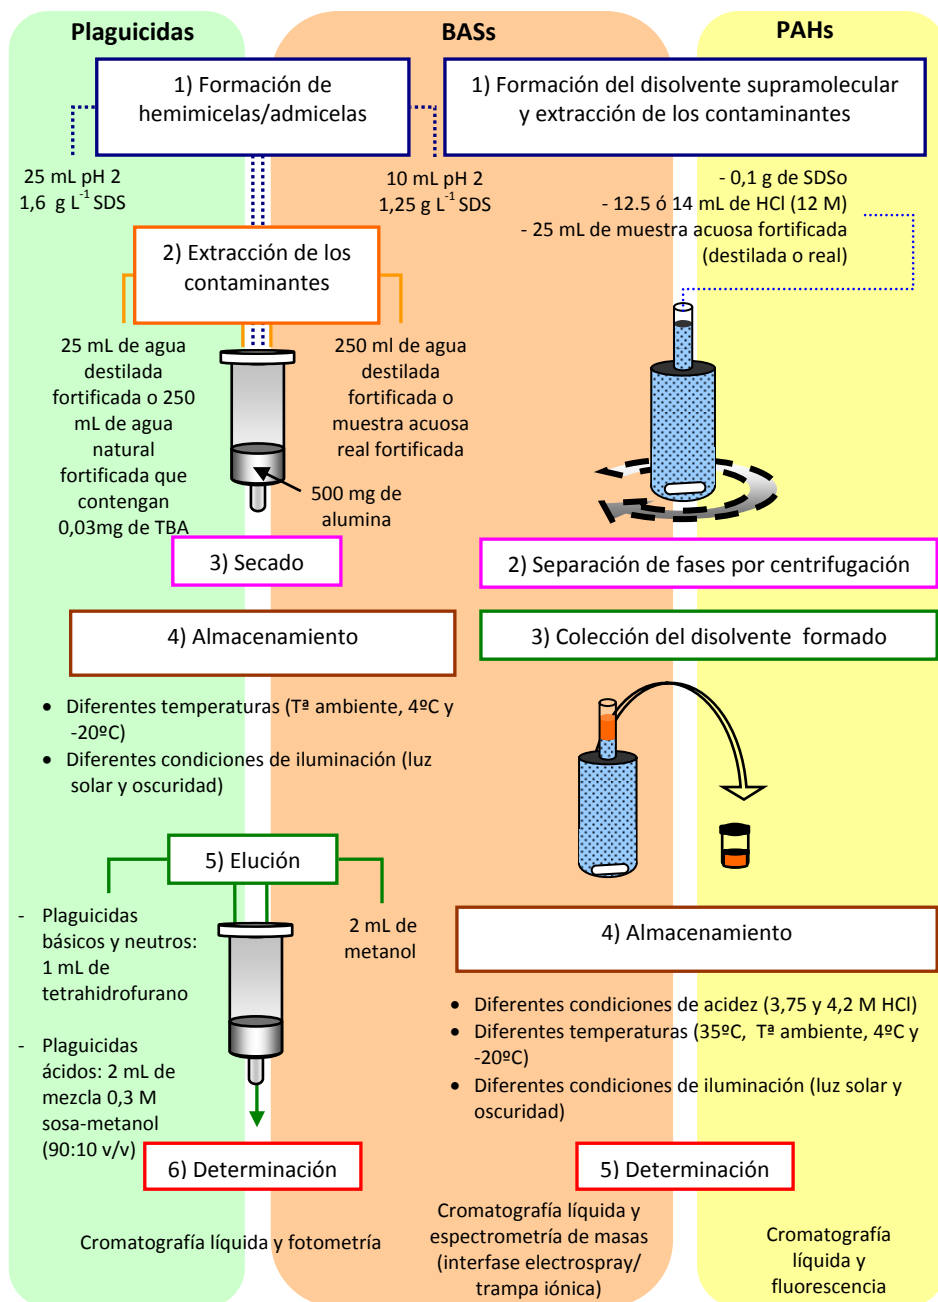 Plaguicidas
BASs
PAHs
1) Formación de
hemimicelas/admicelas
1) Formación del disolvente supramolecular
y extracción de los contaminantes
25 mL pH 2
1,6 g L-1 SDS
10 mL pH 2
1,25 g L-1 SDS
- 0,1 g de SDSo
- 12.5 ó 14 mL de HCl (12 M)
- 25 mL de muestra acuosa fortificada
(destilada o real)
2) Extracción de los
contaminantes
25 mL de agua
destilada
fortificada o 250
mL de agua
natural
fortificada que
contengan
0,03mg de TBA
250 ml de agua
destilada
fortificada o
muestra acuosa
real fortificada
500 mg de
alumina
3) Secado
2) Separación de fases por centrifugación
4) Almacenamiento
3) Colección del disolvente formado
• Diferentes temperaturas (Tª ambiente, 4ºC y
-20ºC)
• Diferentes condiciones de iluminación (luz
solar y oscuridad)
5) Elución
- Plaguicidas
básicos y neutros:
1 mL de
tetrahidrofurano
2 mL de
metanol
- Plaguicidas
ácidos: 2 mL de
mezcla 0,3 M
sosa-metanol
(90:10 v/v)
4) Almacenamiento
• Diferentes condiciones de acidez (3,75 y 4,2 M HCl)
• Diferentes temperaturas (35ºC, Tª ambiente, 4ºC y
-20ºC)
• Diferentes condiciones de iluminación (luz solar y
oscuridad)
6) Determinación
5) Determinación
Cromatografía líquida y fotometría
Cromatografía líquida y
espectrometría de masas
(interfase electrospray/
trampa iónica)
Cromatografía
líquida y
fluorescencia